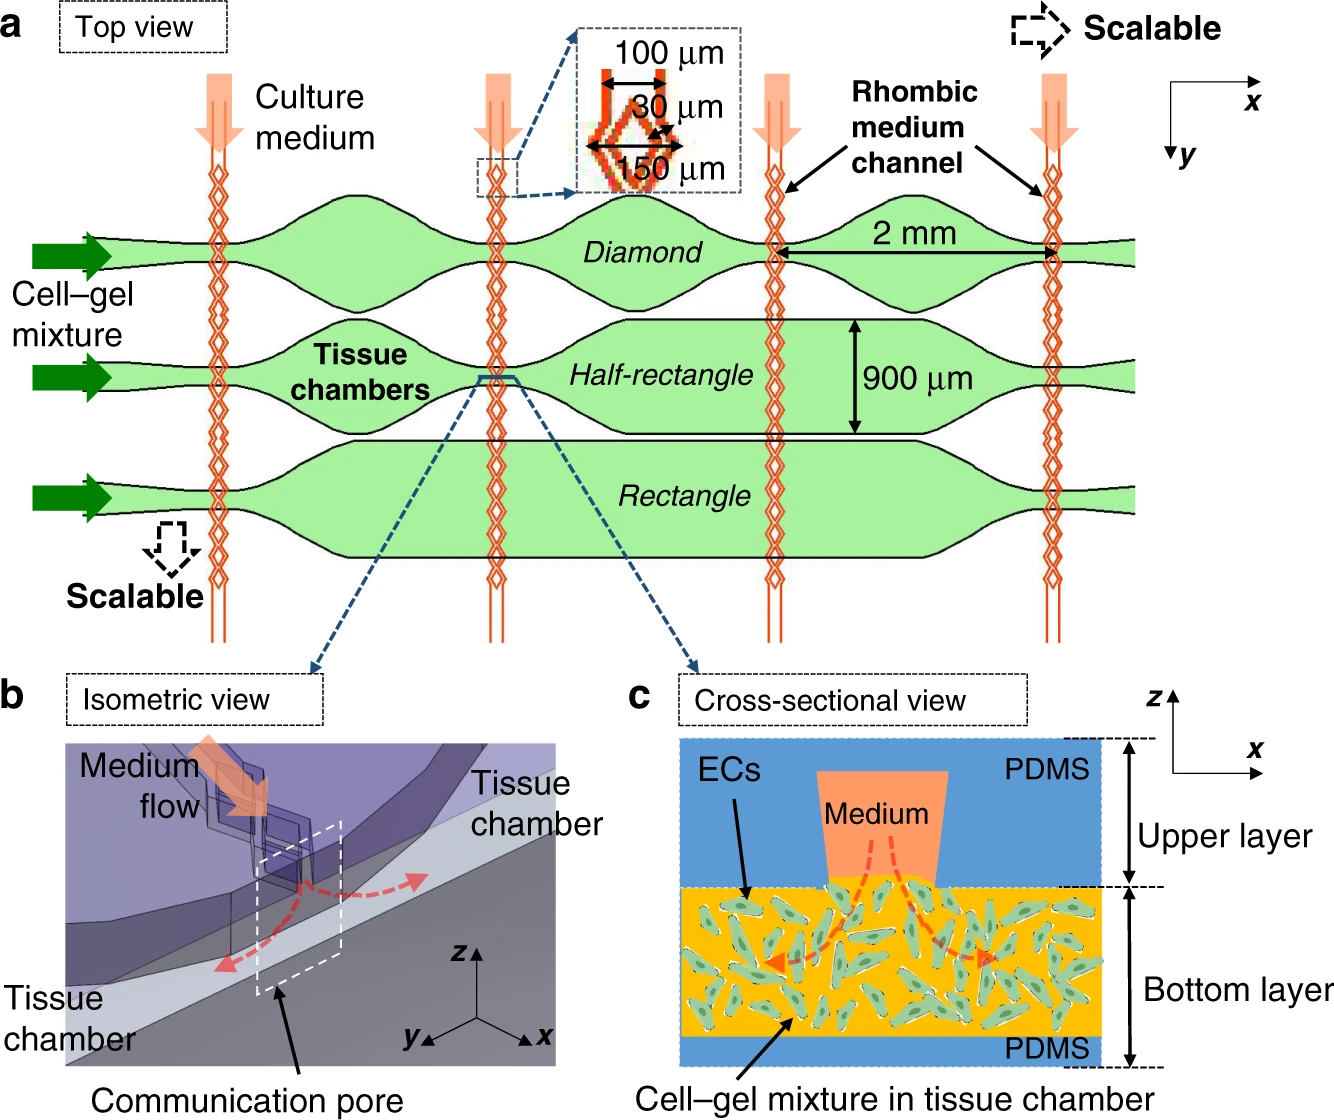 a
Top view
Scalable
Culture
medium
100 μm
30 μm
150 μm
Rhombic
medium
channel
x
y
Diamond
2 mm
Cell–gel
mixture
Tissue
chambers
Half-rectangle
900 μm
Rectangle
Scalable
b
Isometric view
Medium
flow
Tissue
chamber
Tissue
chamber
z
y
x
Communication pore
c
Cross-sectional view
z
x
ECs
PDMS
Medium
Upper layer
Bottom layer
PDMS
Cell–gel mixture in tissue chamber